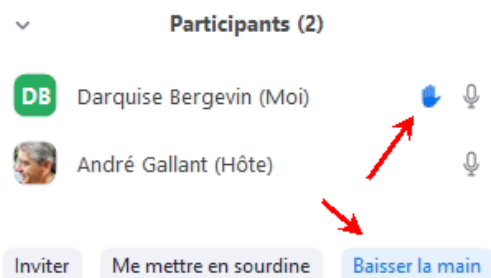 Participants (2)
DB Darquise Bergevin (Moi)
André Gallant (Hôte)
Inviter Me mettre en sourdine Baisser la main